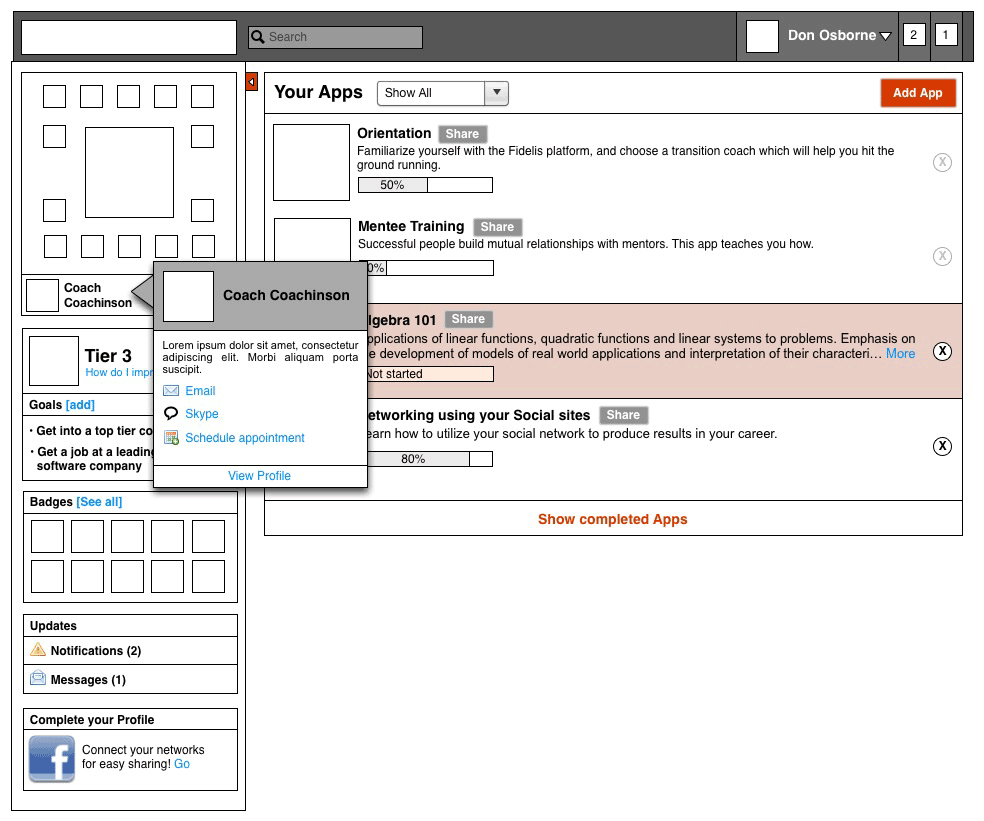 Search
Don Osborne
2
1
Your Apps
Show All
Add App
Orientation
Share
Familiarize yourself with the Fidelis platform, and choose a transition coach which will help you hit the
ground running.
50%
X
Mentee Training
Share
Successful people build mutual relationships with mentors. This app teaches you how.
0%
X
lgebra 101
Share
pplications of linear functions, quadratic functions and linear systems to problems. Emphasis on
e development of models of real world applications and interpretation of their characteri… More
Not started
X
etworking using your Social sites
Share
earn how to utilize your social network to produce results in your career.
80%
X
Show completed Apps
Coach
Coachinson
Coach Coachinson
Lorem ipsum dolor sit amet, consectetur
adipiscing elit. Morbi aliquam porta
suscipit.
Email
Skype
Schedule appointment
View Profile
Tier 3
How do I impr
Goals [add]
· Get into a top tier co
· Get a job at a leading
software company
Badges [See all]
Updates
Notifications (2)
Messages (1)
Complete your Profile
f
Connect your networks
for easy sharing! Go